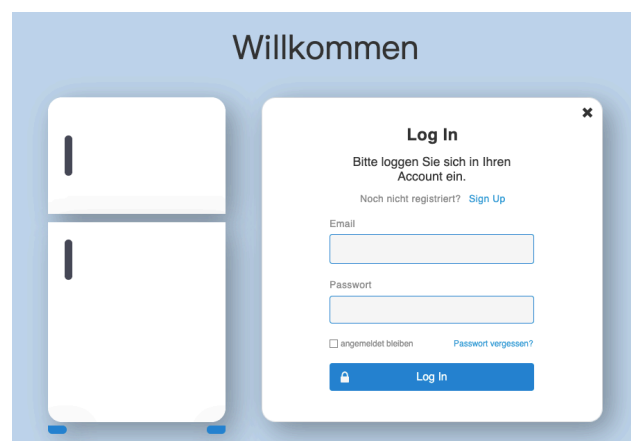 Willkommen
Log In
Bitte loggen Sie sich in Ihren
Account ein.
Noch nicht registriert? Sign Up
Email
Passwort
angemeldet bleiben Passwort vergessen?
Log In